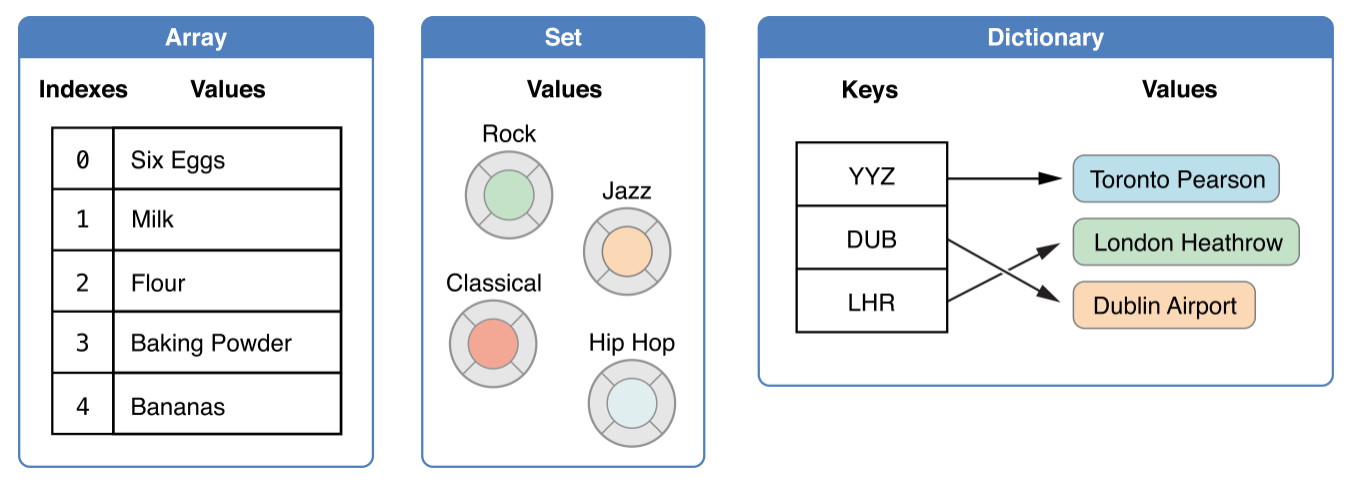 Array
Indexes Values
0 Six Eggs
1 Milk
2 Flour
3 Baking Powder
4 Bananas
Set
Values
Rock
Jazz
Classical
Hip Hop
Dictionary
Keys Values
YYZ Toronto Pearson
DUB London Heathrow
LHR Dublin Airport